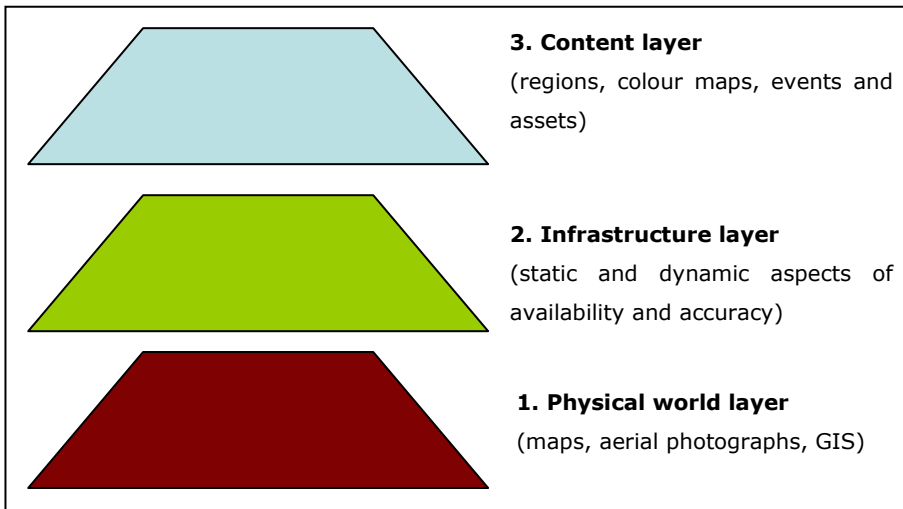 3. Content layer
(regions, colour maps, events and
assets)
2. Infrastructure layer
(static and dynamic aspects of
availability and accuracy)
1. Physical world layer
(maps, aerial photographs, GIS)